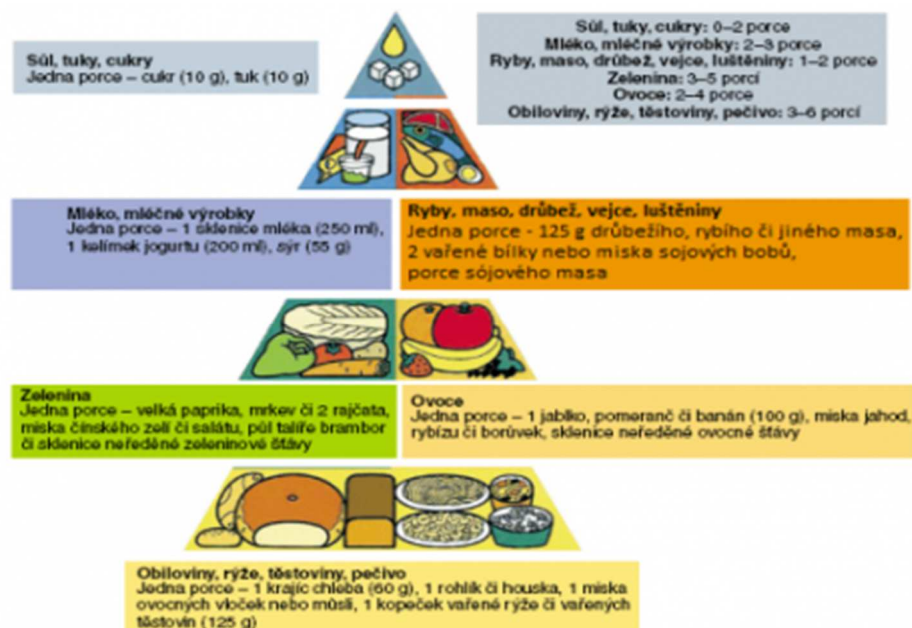 Sůl, tuky, cukry
Jedna porce – cukr (10 g), tuk (10 g)
Sůl, tuky, cukry: 0–2 porce
Mléko, mléčné výrobky: 2–3 porce
Ryby, maso, drůbež, vejce, luštěniny: 1–2 porce
Zelenina: 3–5 porcí
Ovoce: 2–4 porce
Obiloviny, rýže, těstoviny, pečivo: 3–6 porcí
Mléko, mléčné výrobky
Jedna porce – 1 sklenice mléka (250 ml),
1 kelímek jogurtu (200 ml), sýr (55 g)
Ryby, maso, drůbež, vejce, luštěniny
Jedna porce - 125 g drůbežího, rybího či jiného masa,
2 vařené bílky nebo miska sojových bobů,
porce sójového masa
Zelenina
Jedna porce – velká paprika, mrkev či 2 rajčata,
miska čínského zelí či salátu, půl talíře brambor
či sklenice neředěné zeleninové šťávy
Ovoce
Jedna porce – 1 jablko, pomeranč či banán (100 g), miska jahod,
rybízu či borůvek, sklenice neředěné ovocné šťávy
Obiloviny, rýže, těstoviny, pečivo
Jedna porce – 1 krajíc chleba (60 g), 1 rohlík či houska, 1 miska
ovocných vloček nebo műsli, 1 kopeček vařené rýže či vařených
těstovin (125 g)